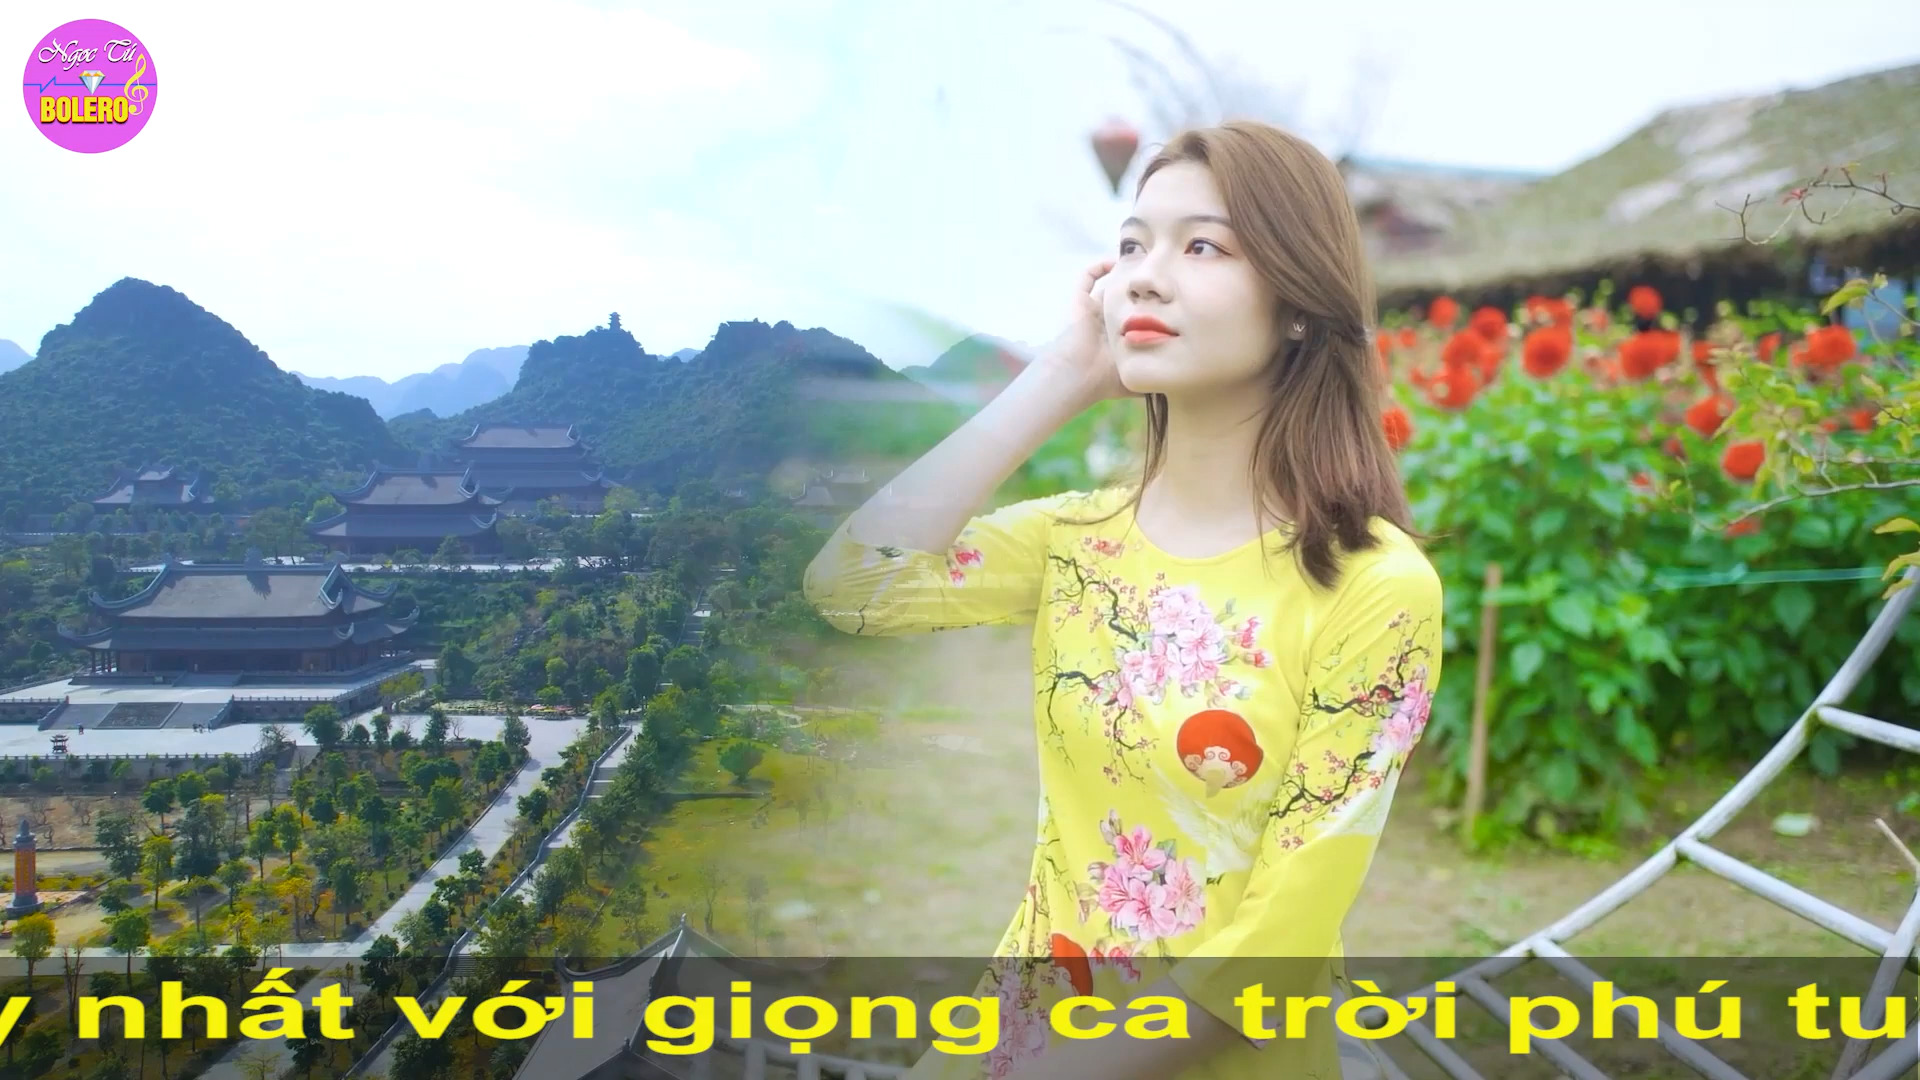 Ngọc Tú
BOLERO
nhất với giọng ca trời phú